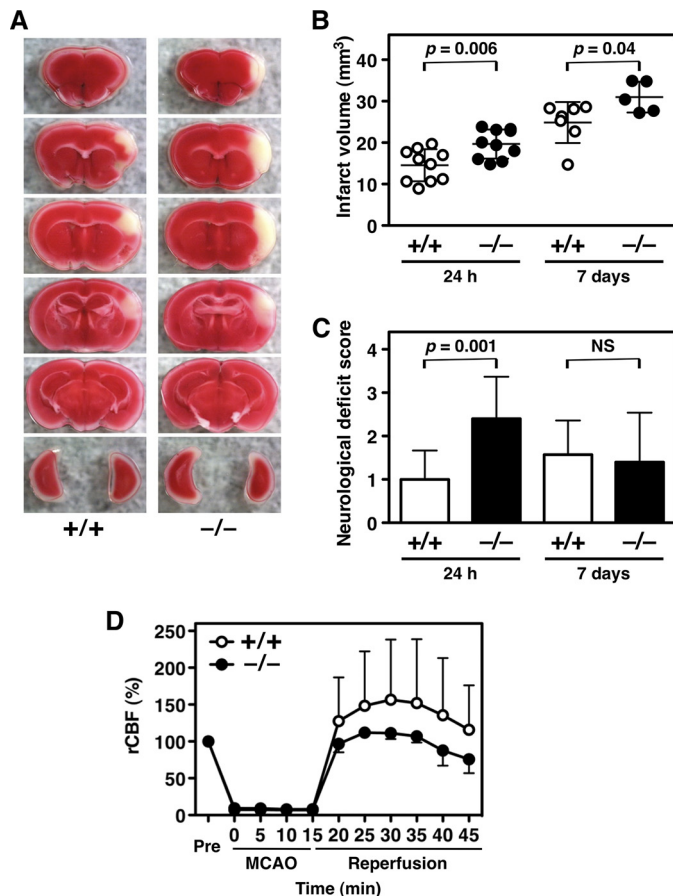 A
+/+
−/−
B
Infarct volume (mm³)
40
30
20
10
0
p = 0.006
p = 0.04
+/+
−/−
+/+
−/−
24 h
7 days
C
Neurological deficit score
4
3
2
1
0
p = 0.001
NS
+/+
−/−
+/+
−/−
24 h
7 days
D
rCBF (%)
250
200
150
100
50
0
+/+
−/−
Pre
0 5 10 15 20 25 30 35 40 45
MCAO
Reperfusion
Time (min)